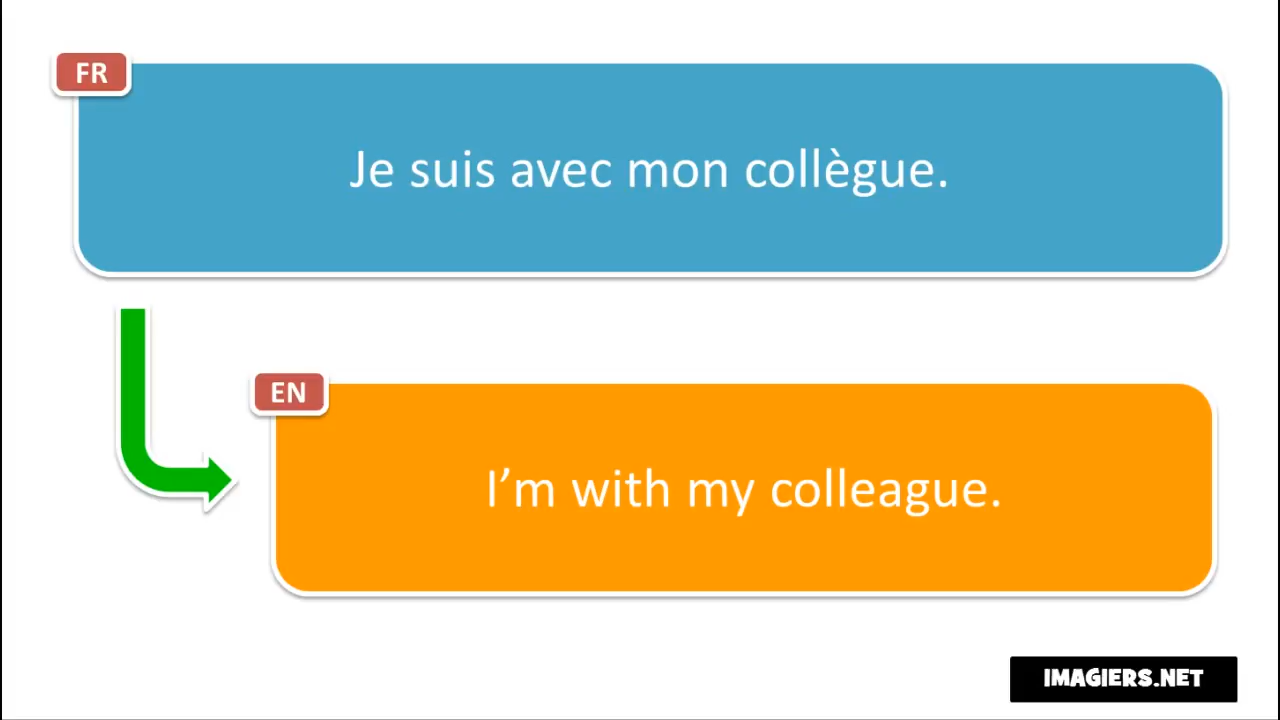 FR
Je suis avec mon collègue.
EN
I’m with my colleague.
IMAGIERS.NET